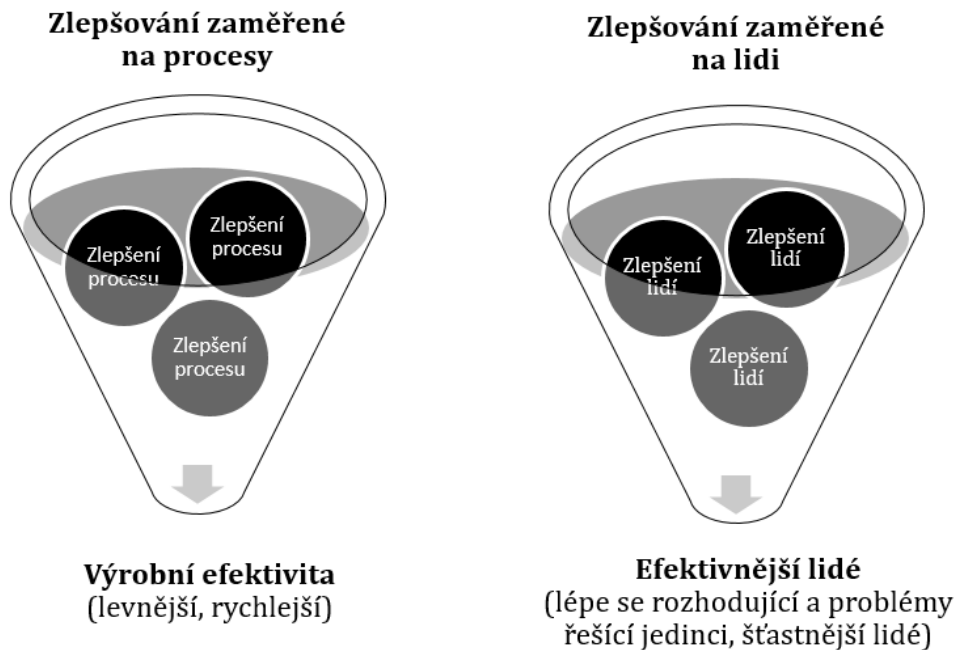 Zlepšování zaměřené
na procesy
Zlepšení
procesu
Zlepšení
procesu
Zlepšení
procesu
Výrobní efektivita
(levnější, rychlejší)
Zlepšování zaměřené
na lidi
Zlepšení
lidí
Zlepšení
lidí
Zlepšení
lidí
Efektivnější lidé
(lépe se rozhodující a problémy
řešící jedinci, šťastnější lidé)